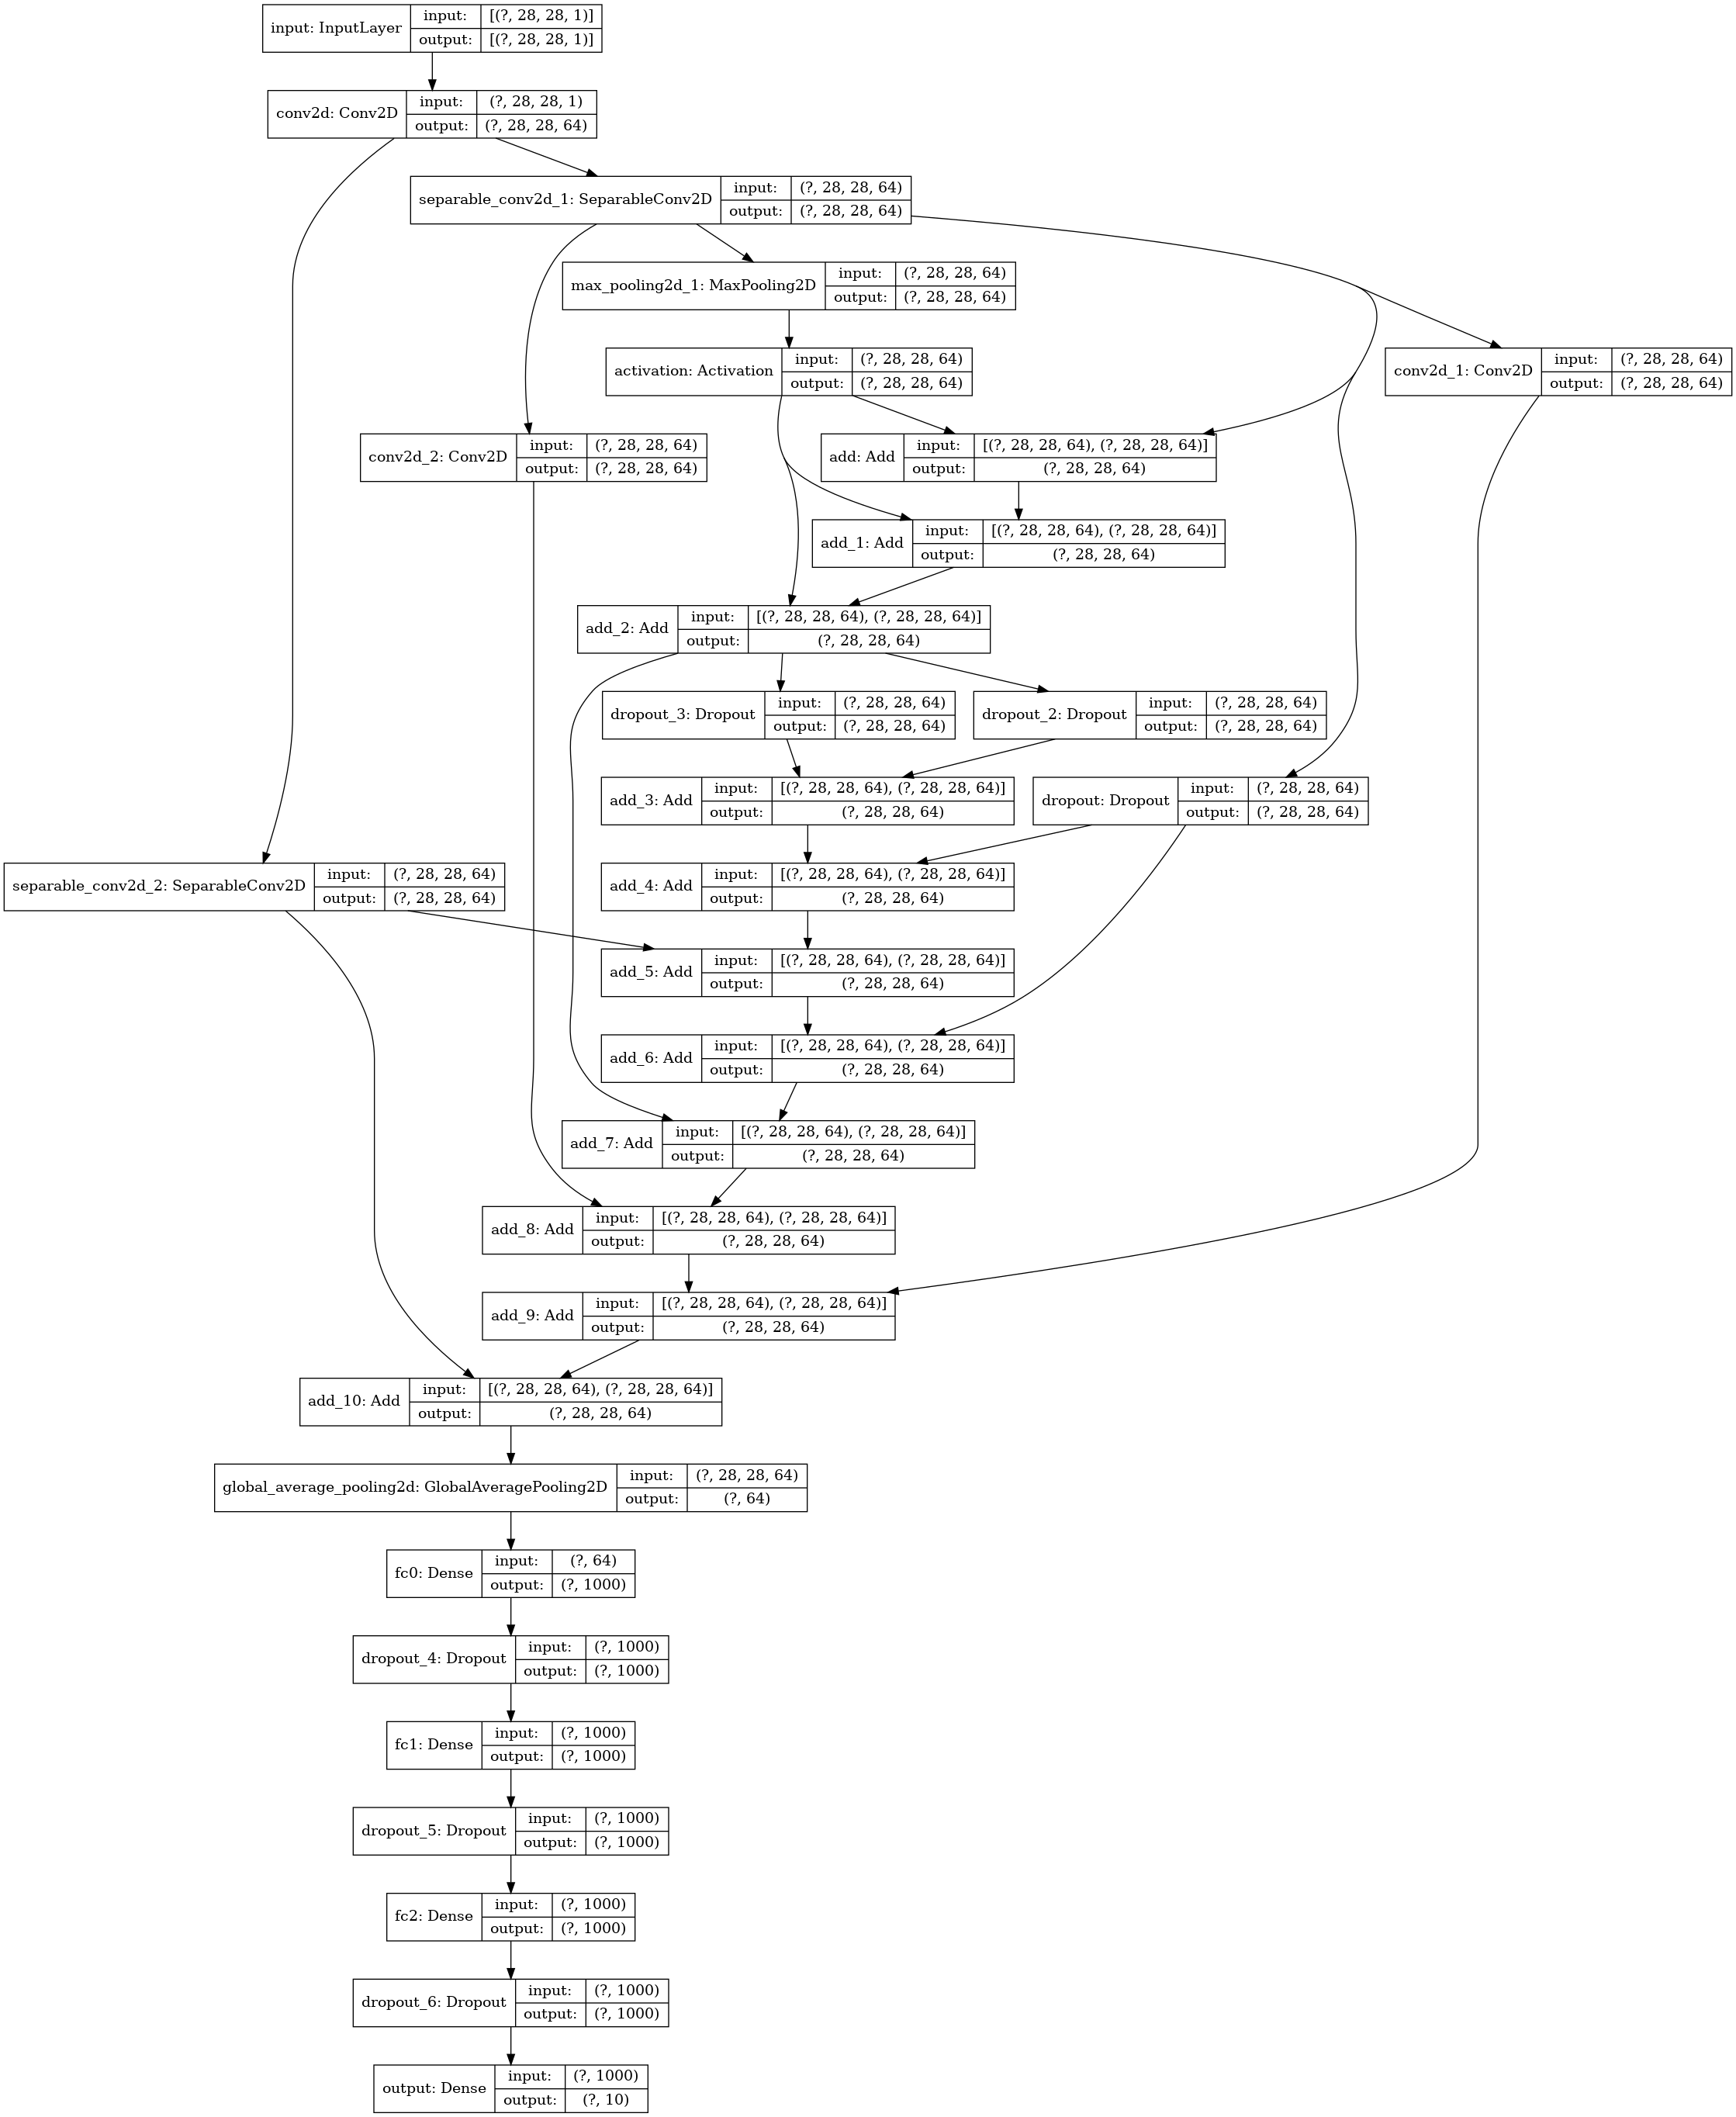 input: InputLayer
input: [(?, 28, 28, 1)]
output: [(?, 28, 28, 1)]
conv2d: Conv2D
input: (?, 28, 28, 1)
output: (?, 28, 28, 64)
separable_conv2d_1: SeparableConv2D
input: (?, 28, 28, 64)
output: (?, 28, 28, 64)
max_pooling2d_1: MaxPooling2D
input: (?, 28, 28, 64)
output: (?, 28, 28, 64)
activation: Activation
input: (?, 28, 28, 64)
output: (?, 28, 28, 64)
conv2d_1: Conv2D
input: (?, 28, 28, 64)
output: (?, 28, 28, 64)
conv2d_2: Conv2D
input: (?, 28, 28, 64)
output: (?, 28, 28, 64)
add: Add
input: [(?, 28, 28, 64), (?, 28, 28, 64)]
output: (?, 28, 28, 64)
add_1: Add
input: [(?, 28, 28, 64), (?, 28, 28, 64)]
output: (?, 28, 28, 64)
add_2: Add
input: [(?, 28, 28, 64), (?, 28, 28, 64)]
output: (?, 28, 28, 64)
dropout_3: Dropout
input: (?, 28, 28, 64)
output: (?, 28, 28, 64)
dropout_2: Dropout
input: (?, 28, 28, 64)
output: (?, 28, 28, 64)
add_3: Add
input: [(?, 28, 28, 64), (?, 28, 28, 64)]
output: (?, 28, 28, 64)
dropout: Dropout
input: (?, 28, 28, 64)
output: (?, 28, 28, 64)
separable_conv2d_2: SeparableConv2D
input: (?, 28, 28, 64)
output: (?, 28, 28, 64)
add_4: Add
input: [(?, 28, 28, 64), (?, 28, 28, 64)]
output: (?, 28, 28, 64)
add_5: Add
input: [(?, 28, 28, 64), (?, 28, 28, 64)]
output: (?, 28, 28, 64)
add_6: Add
input: [(?, 28, 28, 64), (?, 28, 28, 64)]
output: (?, 28, 28, 64)
add_7: Add
input: [(?, 28, 28, 64), (?, 28, 28, 64)]
output: (?, 28, 28, 64)
add_8: Add
input: [(?, 28, 28, 64), (?, 28, 28, 64)]
output: (?, 28, 28, 64)
add_9: Add
input: [(?, 28, 28, 64), (?, 28, 28, 64)]
output: (?, 28, 28, 64)
add_10: Add
input: [(?, 28, 28, 64), (?, 28, 28, 64)]
output: (?, 28, 28, 64)
global_average_pooling2d: GlobalAveragePooling2D
input: (?, 28, 28, 64)
output: (?, 64)
fc0: Dense
input: (?, 64)
output: (?, 1000)
dropout_4: Dropout
input: (?, 1000)
output: (?, 1000)
fc1: Dense
input: (?, 1000)
output: (?, 1000)
dropout_5: Dropout
input: (?, 1000)
output: (?, 1000)
fc2: Dense
input: (?, 1000)
output: (?, 1000)
dropout_6: Dropout
input: (?, 1000)
output: (?, 1000)
output: Dense
input: (?, 1000)
output: (?, 10)